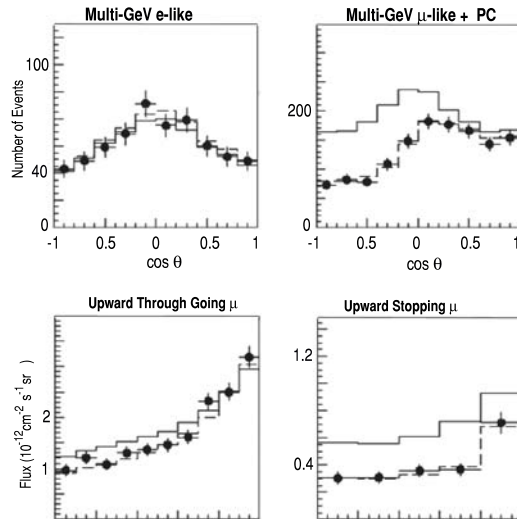 Multi-GeV e-like
Multi-GeV μ-like + PC
Number of Events
100
40
0
-1
0.5
0
0.5
1
cos θ
200
0
-1
0.5
0
0.5
1
cos θ
Upward Through Going μ
Upward Stopping μ
Flux (10⁻¹²cm⁻² s⁻¹ sr)
2
1
1.2
0.4